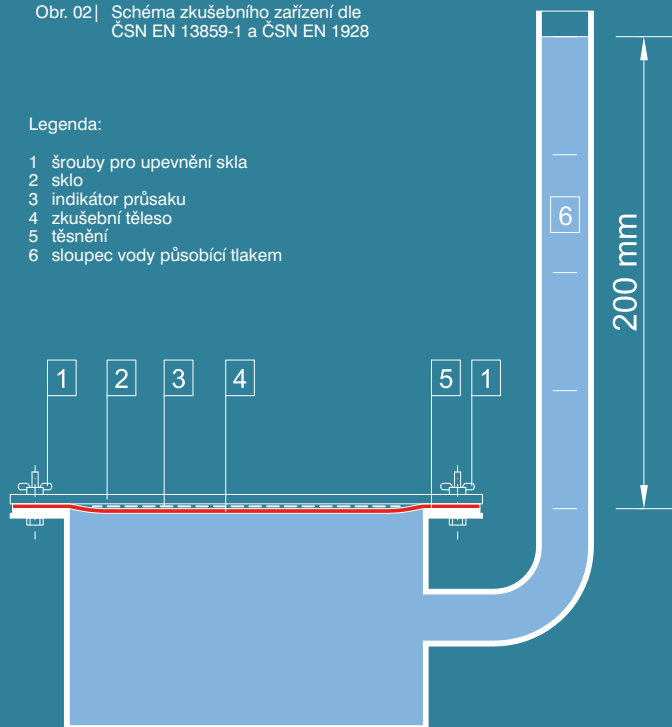 Obr. 02| Schéma zkušebního zařízení dle
ČSN EN 13859-1 a ČSN EN 1928
Legenda:
1 šrouby pro upevnění skla
2 sklo
3 indikátor průsaku
4 zkušební těleso
5 těsnění
6 sloupec vody působící tlakem
6
200 mm
1 2 3 4 5 1